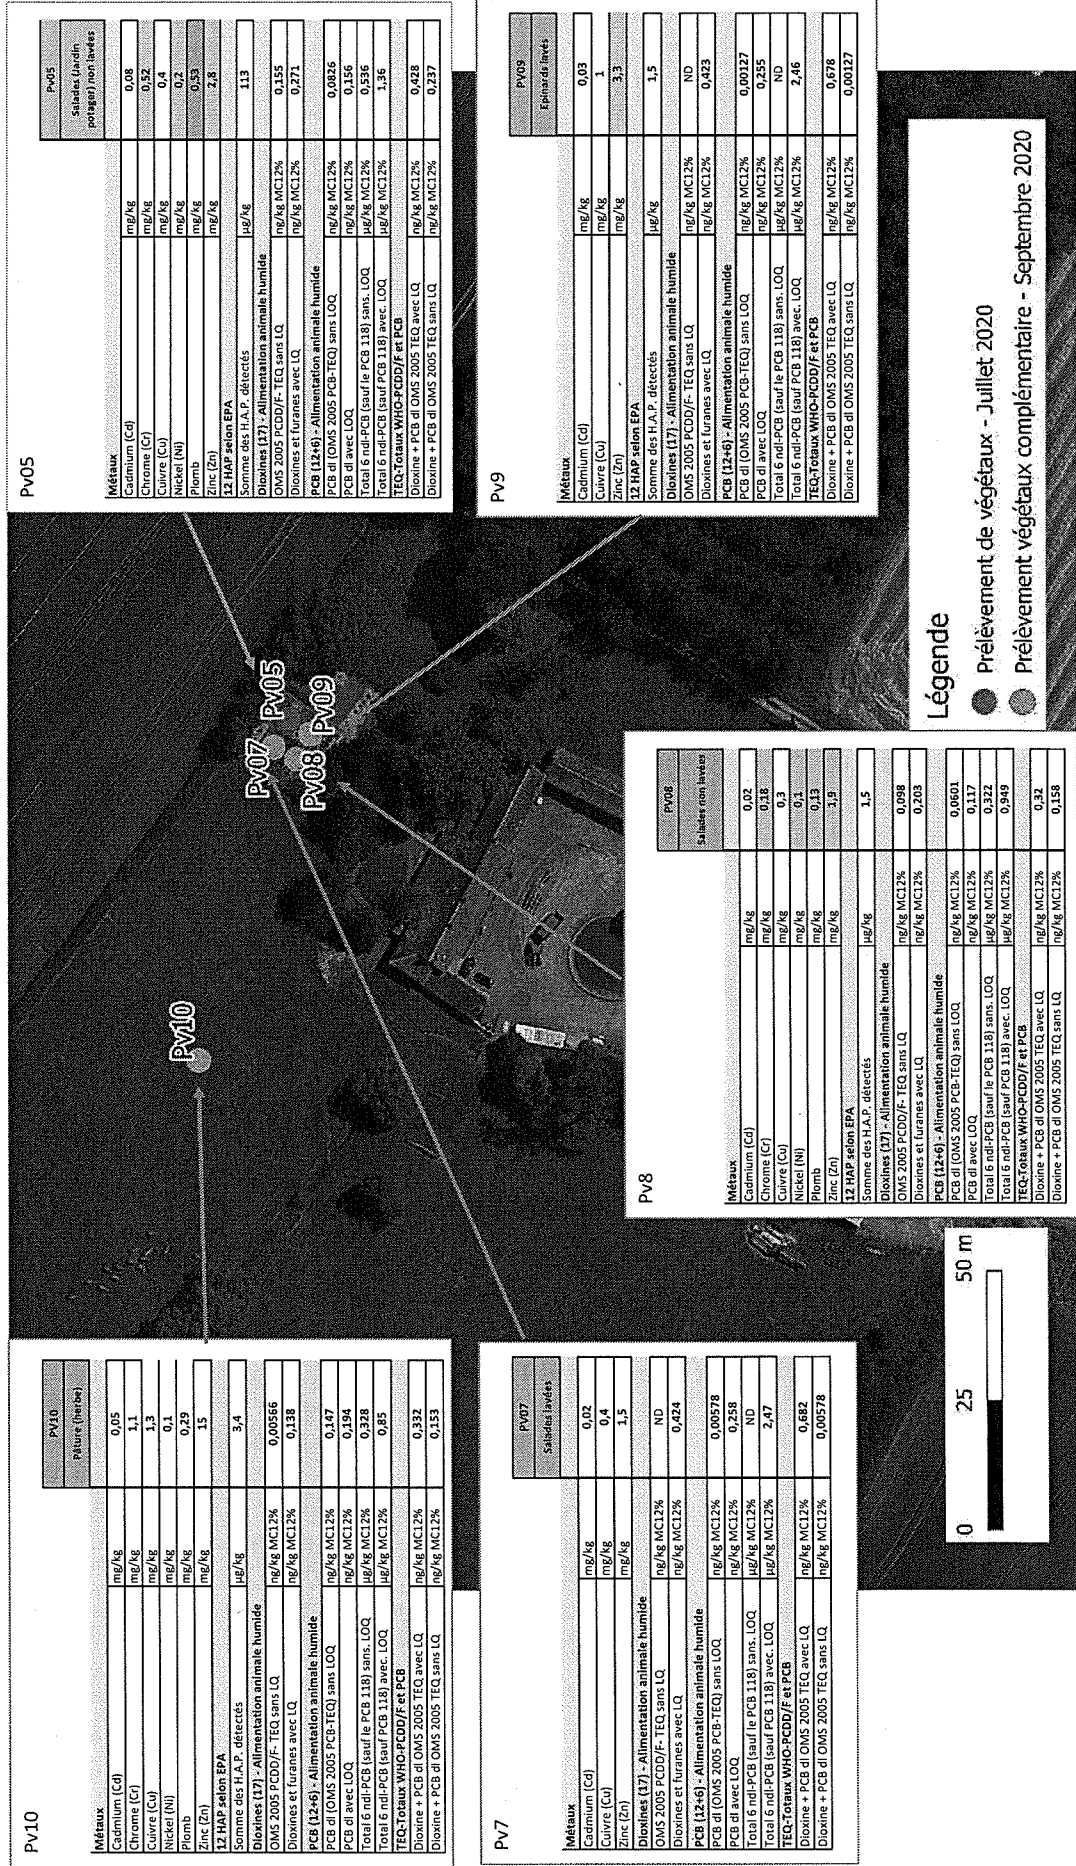 Pv10
PV10
Pâture (herbe)
Métaux
Cadmium (Cd) mg/kg 0,05
Chrome (Cr) mg/kg 1,1
Cuivre (Cu) mg/kg 1,3
Nickel (Ni) mg/kg 0,1
Plomb mg/kg 0,29
Zinc (Zn) mg/kg 15
12 HAP selon EPA
Somme des H.A.P. détectés µg/kg 3,4
Dioxines (17) - Alimentation animale humide
OMS 2005 PCDD/F- TEQ sans LQ ng/kg MC12% 0,00566
Dioxines et furanes avec LQ ng/kg MC12% 0,138
PCB (12+6) - Alimentation animale humide
PCB dl (OMS 2005 PCB-TEQ) sans LOQ ng/kg MC12% 0,147
PCB dl avec LOQ ng/kg MC12% 0,194
Total 6 ndl-PCB (sauf le PCB 118) sans. LOQ µg/kg MC12% 0,328
Total 6 ndl-PCB (sauf PCB 118) avec. LOQ µg/kg MC12% 0,85
TEQ-Totaux WHO-PCDD/F et PCB
Dioxine + PCB dl OMS 2005 TEQ avec LQ ng/kg MC12% 0,332
Dioxine + PCB dl OMS 2005 TEQ sans LQ ng/kg MC12% 0,153
Pv05
Pv05
Salades (Jardin
potager) non lavées
Métaux
Cadmium (Cd) mg/kg 0,08
Chrome (Cr) mg/kg 0,52
Cuivre (Cu) mg/kg 0,4
Nickel (Ni) mg/kg 0,2
Plomb mg/kg 0,53
Zinc (Zn) mg/kg 2,8
12 HAP selon EPA
Somme des H.A.P. détectés µg/kg 113
Dioxines (17) - Alimentation animale humide
OMS 2005 PCDD/F- TEQ sans LQ ng/kg MC12% 0,155
Dioxines et furanes avec LQ ng/kg MC12% 0,271
PCB (12+6) - Alimentation animale humide
PCB dl (OMS 2005 PCB-TEQ) sans LOQ ng/kg MC12% 0,0826
PCB dl avec LOQ ng/kg MC12% 0,156
Total 6 ndl-PCB (sauf le PCB 118) sans. LOQ µg/kg MC12% 0,536
Total 6 ndl-PCB (sauf PCB 118) avec. LOQ µg/kg MC12% 1,36
TEQ-Totaux WHO-PCDD/F et PCB
Dioxine + PCB dl OMS 2005 TEQ avec LQ ng/kg MC12% 0,428
Dioxine + PCB dl OMS 2005 TEQ sans LQ ng/kg MC12% 0,237
Pv10
Pv07
Pv05
Pv08
Pv09
Pv7
PV07
Salades lavées
Métaux
Cadmium (Cd) mg/kg 0,02
Cuivre (Cu) mg/kg 0,4
Zinc (Zn) mg/kg 1,5
Dioxines (17) - Alimentation animale humide
OMS 2005 PCDD/F- TEQ sans LQ ng/kg MC12% ND
Dioxines et furanes avec LQ ng/kg MC12% 0,424
PCB (12+6) - Alimentation animale humide
PCB dl (OMS 2005 PCB-TEQ) sans LOQ ng/kg MC12% 0,00578
PCB dl avec LOQ ng/kg MC12% 0,258
Total 6 ndl-PCB (sauf le PCB 118) sans. LOQ µg/kg MC12% ND
Total 6 ndl-PCB (sauf PCB 118) avec. LOQ µg/kg MC12% 2,47
TEQ-Totaux WHO-PCDD/F et PCB
Dioxine + PCB dl OMS 2005 TEQ avec LQ ng/kg MC12% 0,682
Dioxine + PCB dl OMS 2005 TEQ sans LQ ng/kg MC12% 0,00578
Pv8
PV08
Salades non lavées
Métaux
Cadmium (Cd) mg/kg 0,02
Chrome (Cr) mg/kg 0,18
Cuivre (Cu) mg/kg 0,3
Nickel (Ni) mg/kg 0,1
Plomb mg/kg 0,13
Zinc (Zn) mg/kg 1,9
12 HAP selon EPA
Somme des H.A.P. détectés µg/kg 1,5
Dioxines (17) - Alimentation animale humide
OMS 2005 PCDD/F- TEQ sans LQ ng/kg MC12% 0,098
Dioxines et furanes avec LQ ng/kg MC12% 0,203
PCB (12+6) - Alimentation animale humide
PCB dl (OMS 2005 PCB-TEQ) sans LOQ ng/kg MC12% 0,0601
PCB dl avec LOQ ng/kg MC12% 0,117
Total 6 ndl-PCB (sauf le PCB 118) sans. LOQ µg/kg MC12% 0,322
Total 6 ndl-PCB (sauf PCB 118) avec. LOQ µg/kg MC12% 0,949
TEQ-Totaux WHO-PCDD/F et PCB
Dioxine + PCB dl OMS 2005 TEQ avec LQ ng/kg MC12% 0,32
Dioxine + PCB dl OMS 2005 TEQ sans LQ ng/kg MC12% 0,158
Pv9
PV09
Epinards lavés
Métaux
Cadmium (Cd) mg/kg 0,03
Cuivre (Cu) mg/kg 1
Zinc (Zn) mg/kg 3,3
12 HAP selon EPA
Somme des H.A.P. détectés µg/kg 1,5
Dioxines (17) - Alimentation animale humide
OMS 2005 PCDD/F- TEQ sans LQ ng/kg MC12% ND
Dioxines et furanes avec LQ ng/kg MC12% 0,423
PCB (12+6) - Alimentation animale humide
PCB dl (OMS 2005 PCB-TEQ) sans LOQ ng/kg MC12% 0,00127
PCB dl avec LOQ ng/kg MC12% 0,255
Total 6 ndl-PCB (sauf le PCB 118) sans. LOQ µg/kg MC12% ND
Total 6 ndl-PCB (sauf PCB 118) avec. LOQ µg/kg MC12% 2,46
TEQ-Totaux WHO-PCDD/F et PCB
Dioxine + PCB dl OMS 2005 TEQ avec LQ ng/kg MC12% 0,678
Dioxine + PCB dl OMS 2005 TEQ sans LQ ng/kg MC12% 0,00127
0 25 50 m
Légende
Prélèvement de végétaux - Juillet 2020
Prélèvement végétaux complémentaire - Septembre 2020